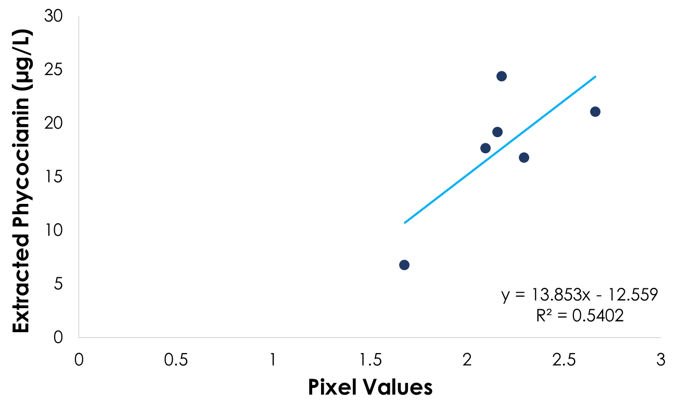 30
25
20
15
10
5
0
Extracted Phycocianin (µg/L)
y = 13.853x - 12.559
R² = 0.5402
0 0.5 1 1.5 2 2.5 3
Pixel Values